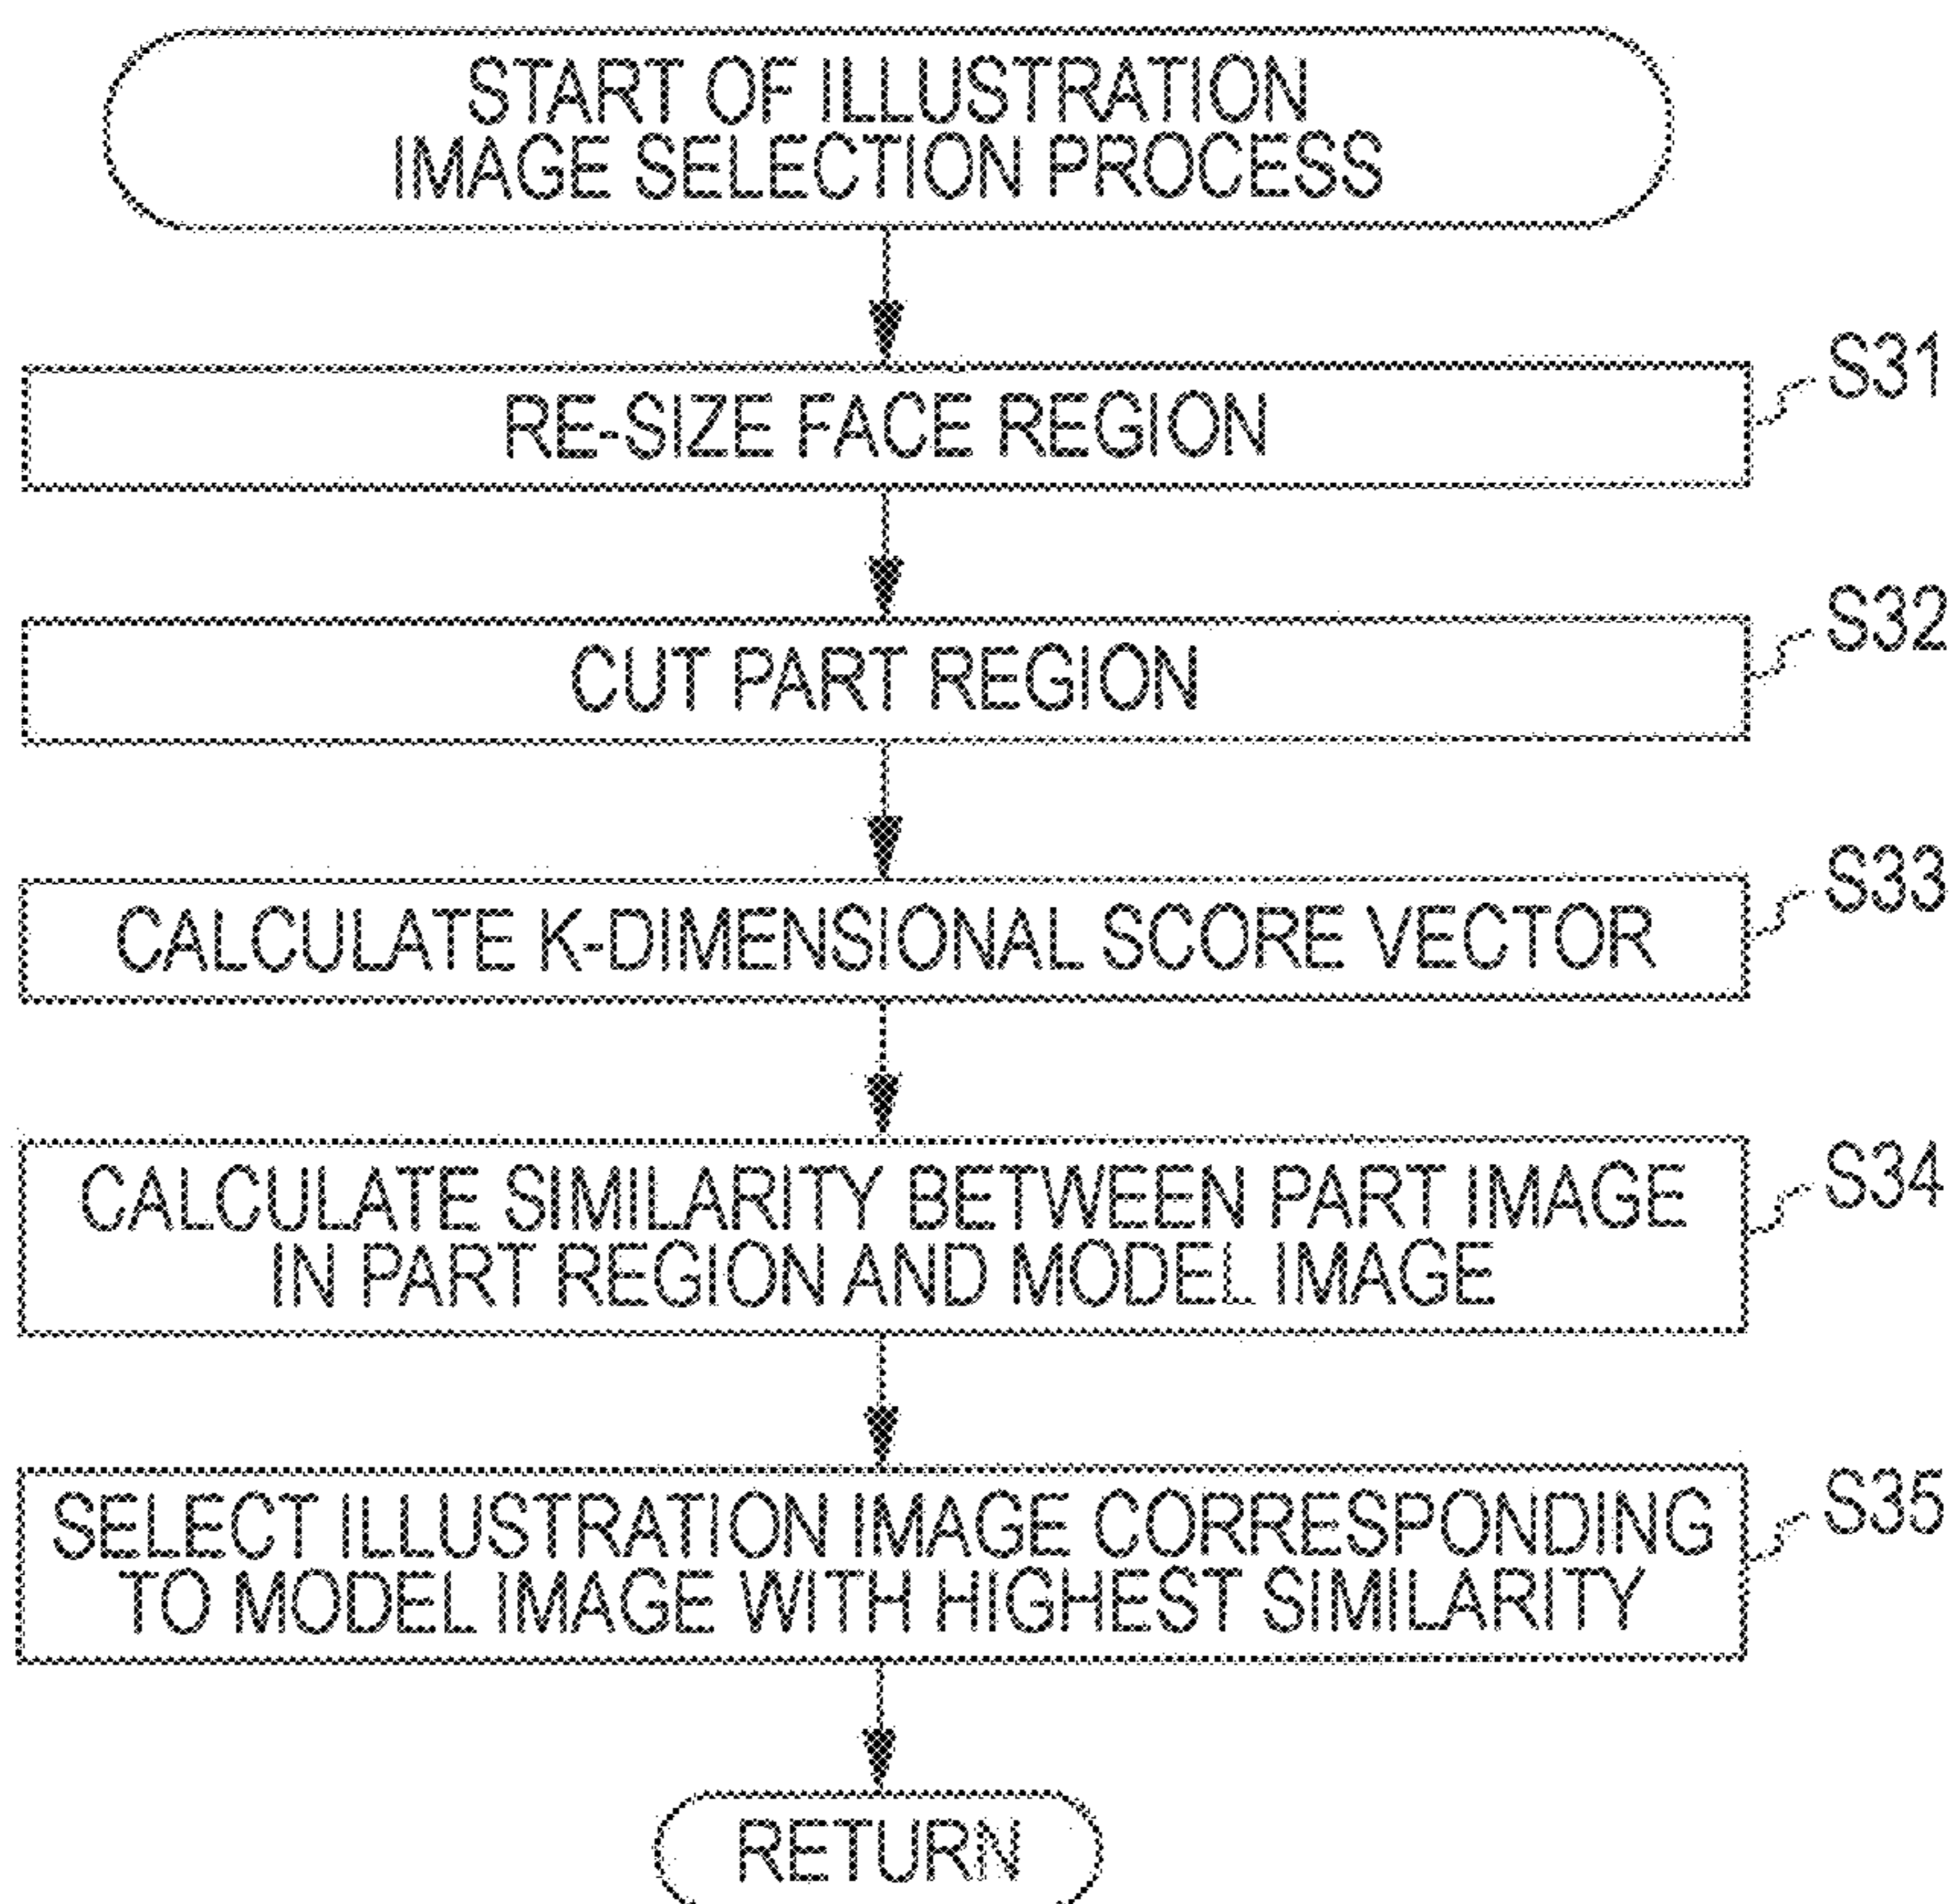 START OF ILLUSTRATION
IMAGE SELECTION PROCESS
S31
RE-SIZE FACE REGION
S32
CUT PART REGION
S33
CALCULATE K-DIMENSIONAL SCORE VECTOR
S34
CALCULATE SIMILARITY BETWEEN PART IMAGE
IN PART REGION AND MODEL IMAGE
S35
SELECT ILLUSTRATION IMAGE CORRESPONDING
TO MODEL IMAGE WITH HIGHEST SIMILARITY
RETURN